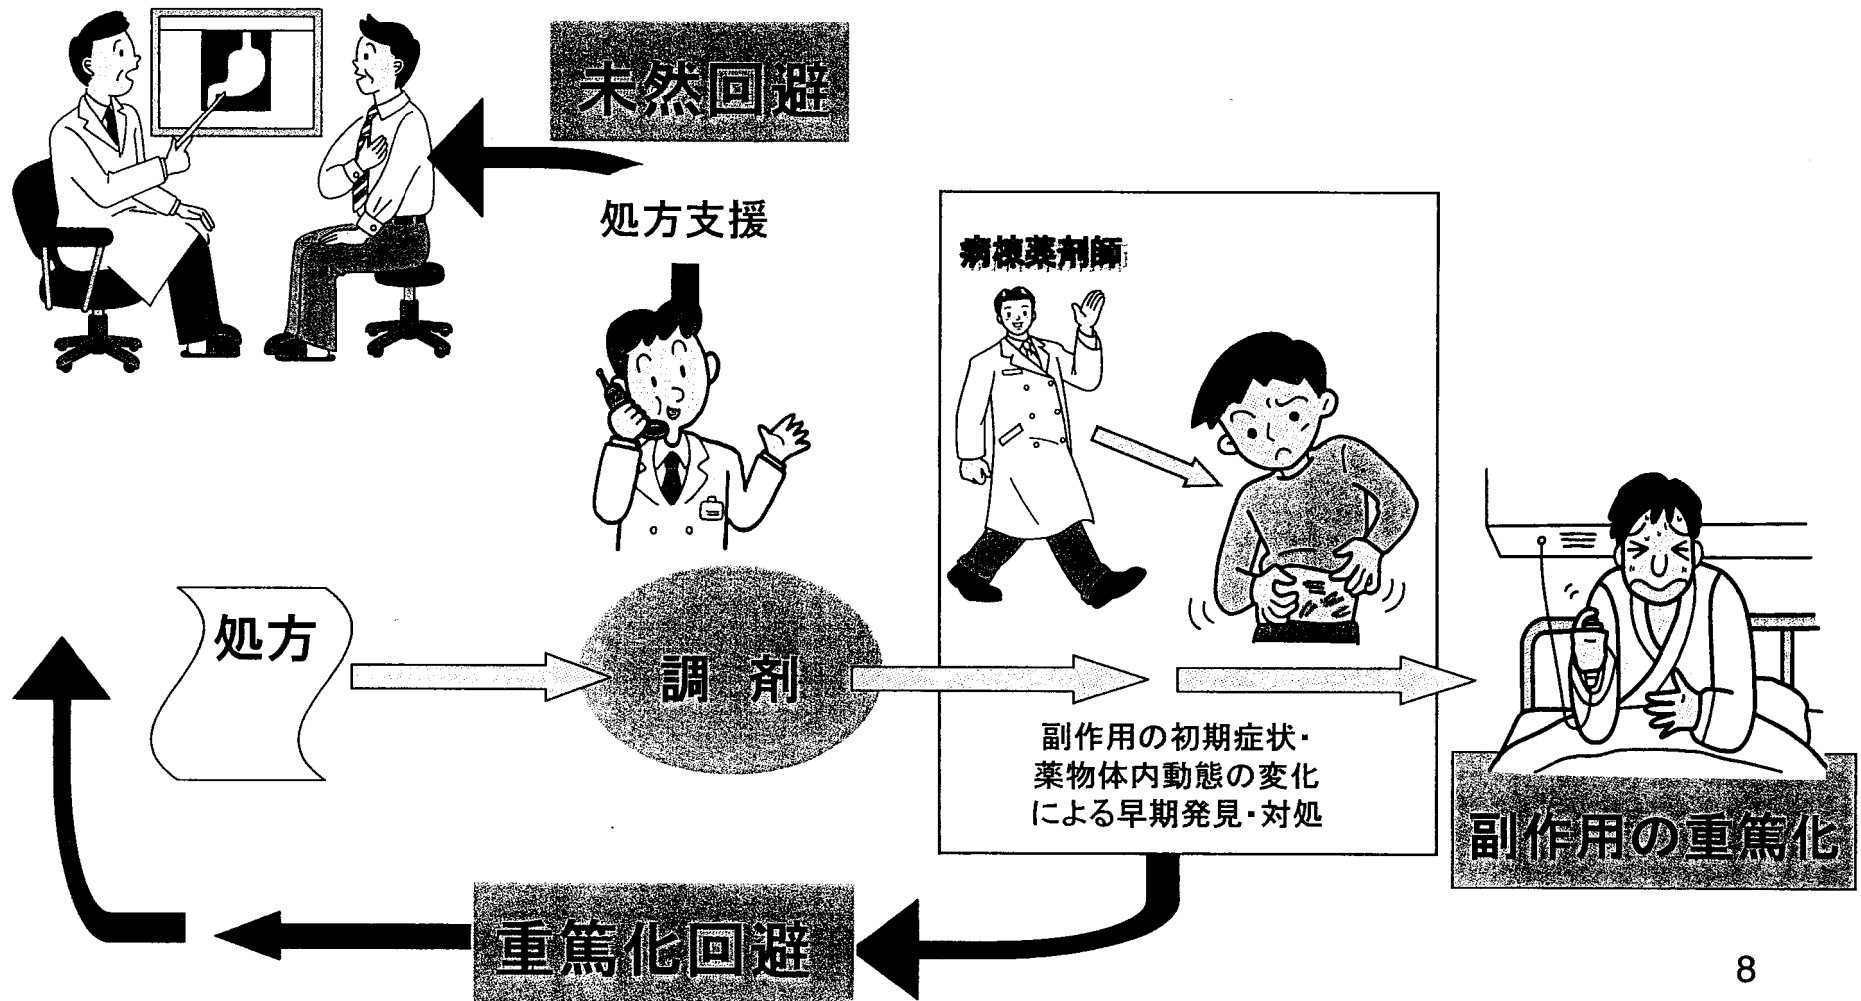 未然回避
処方支援
病棟薬剤師
処方
調 剤
副作用の初期症状・
薬物体内動態の変化
による早期発見・対処
副作用の重篤化
重篤化回避
8